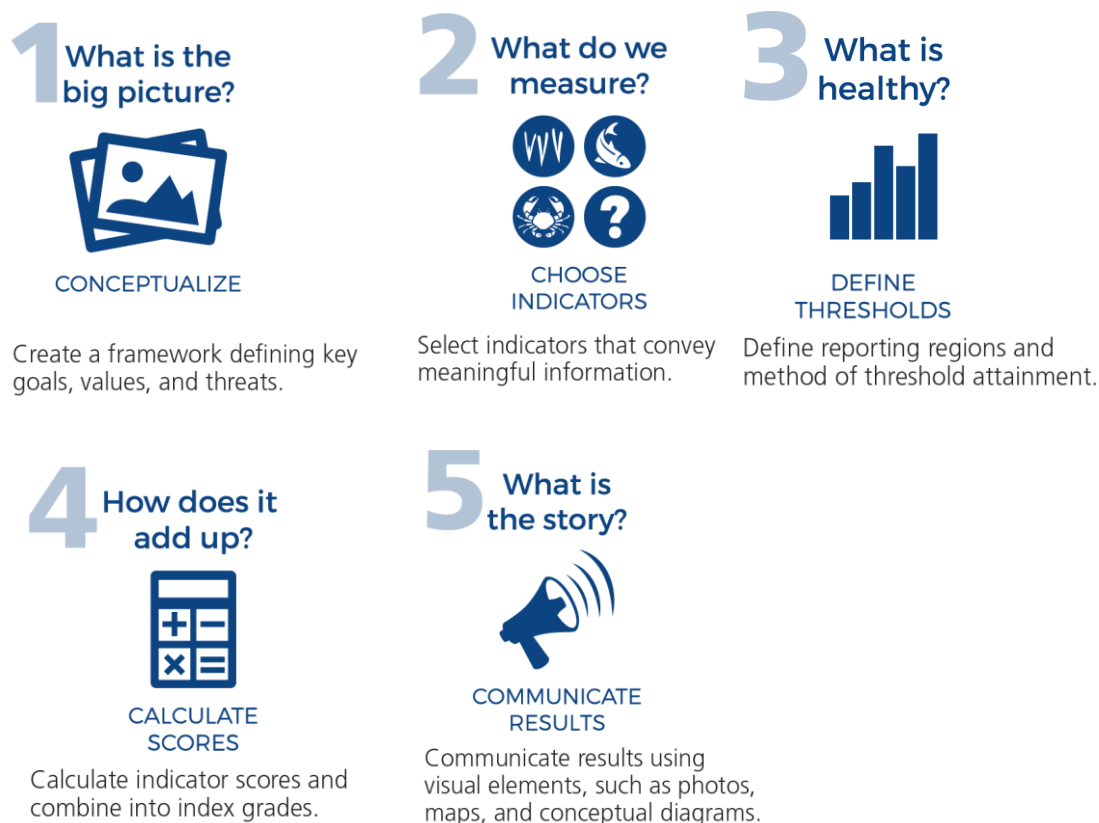 1
What is the
big picture?
CONCEPTUALIZE
Create a framework defining key
goals, values, and threats.
2
What do we
measure?
?
CHOOSE
INDICATORS
Select indicators that convey
meaningful information.
3
What is
healthy?
DEFINE
THRESHOLDS
Define reporting regions and
method of threshold attainment.
4
How does it
add up?
+ −
× =
CALCULATE
SCORES
Calculate indicator scores and
combine into index grades.
5
What is
the story?
COMMUNICATE
RESULTS
Communicate results using
visual elements, such as photos,
maps, and conceptual diagrams.